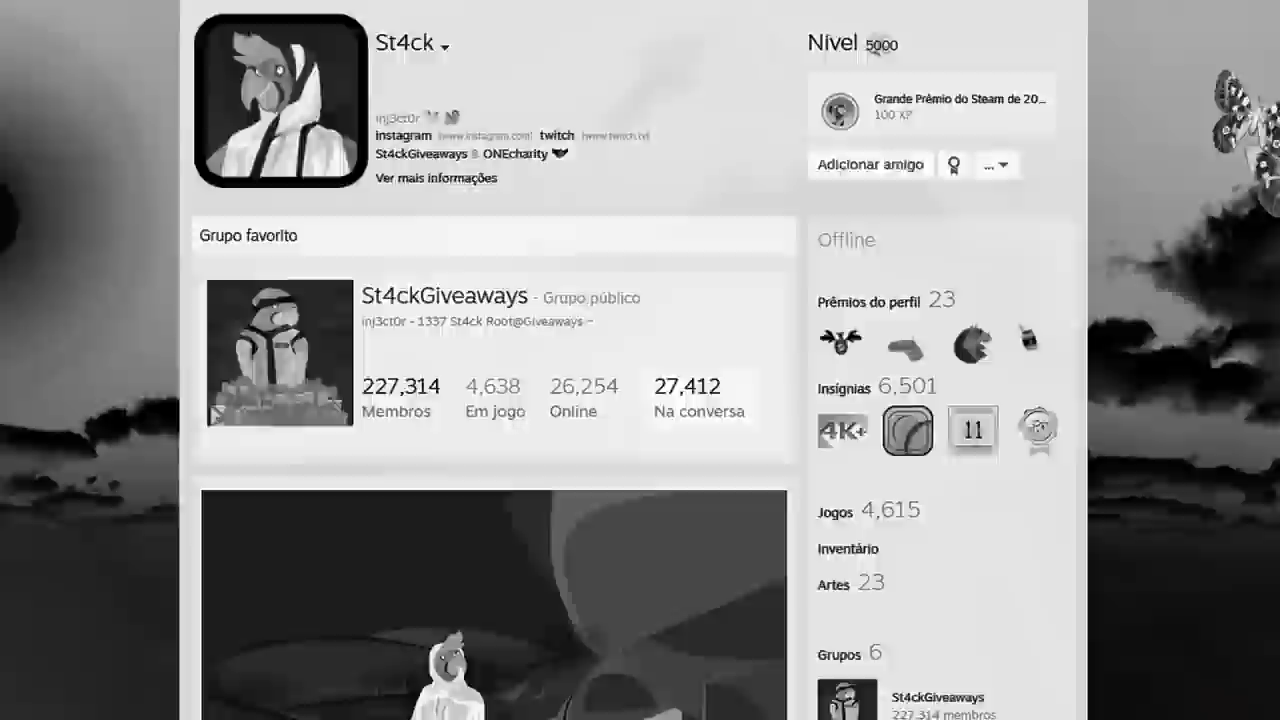 St4ck
Nível 5000
Grande Prêmio do Steam de 20...
100 XP
inj3ct0r
instagram [www.instagram.com] twitch [www.twitch.tv]
St4ckGiveaways & ONEcharity
Ver mais informações
Adicionar amigo ...
Grupo favorito
Offline
St4ckGiveaways - Grupo público
inj3ct0r - 1337 St4ck Root@Giveaways ~
227,314 4,638 26,254 27,412
Membros Em jogo Online Na conversa
Prêmios do perfil 23
Insígnias 6,501
4K+ 11
Jogos 4,615
Inventário
Artes 23
Grupos 6
St4ckGiveaways
227,314 membros